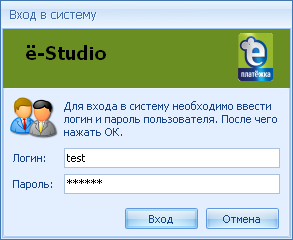 Вход в систему
ё-Studio
ё
платёжка
Для входа в систему необходимо ввести
логин и пароль пользователя. После чего
нажать ОК.
Логин: test
Пароль: ******
Вход Отмена